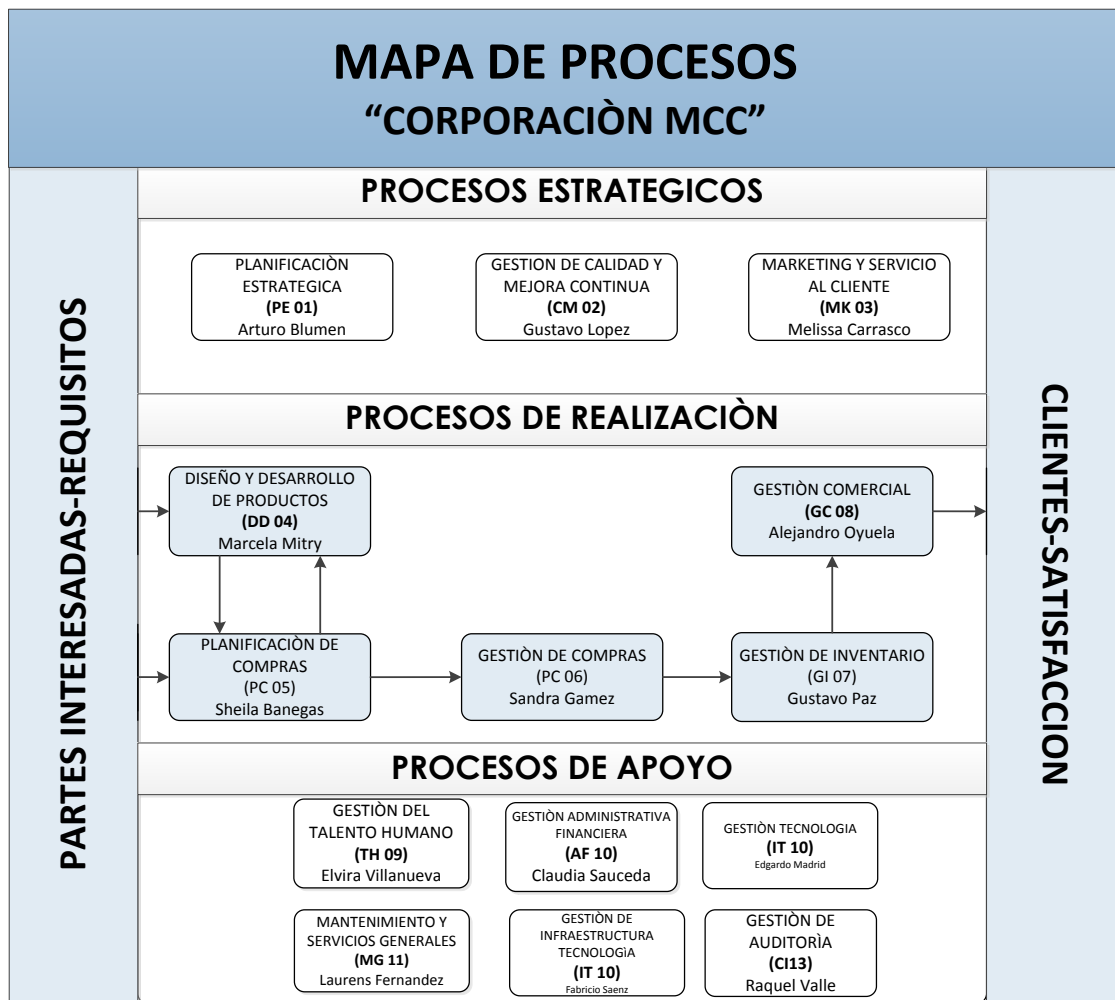 MAPA DE PROCESOS
“CORPORACIÒN MCC”
PARTES INTERESADAS-REQUISITOS
PROCESOS ESTRATEGICOS
PLANIFICACIÒN
ESTRATEGICA
(PE 01)
Arturo Blumen
GESTION DE CALIDAD Y
MEJORA CONTINUA
(CM 02)
Gustavo Lopez
MARKETING Y SERVICIO
AL CLIENTE
(MK 03)
Melissa Carrasco
PROCESOS DE REALIZACIÒN
DISEÑO Y DESARROLLO
DE PRODUCTOS
(DD 04)
Marcela Mitry
GESTIÒN COMERCIAL
(GC 08)
Alejandro Oyuela
PLANIFICACIÒN DE
COMPRAS
(PC 05)
Sheila Banegas
GESTIÒN DE COMPRAS
(PC 06)
Sandra Gamez
GESTIÒN DE INVENTARIO
(GI 07)
Gustavo Paz
PROCESOS DE APOYO
GESTIÒN DEL
TALENTO HUMANO
(TH 09)
Elvira Villanueva
GESTIÒN ADMINISTRATIVA
FINANCIERA
(AF 10)
Claudia Sauceda
GESTIÒN TECNOLOGIA
(IT 10)
Edgardo Madrid
MANTENIMIENTO Y
SERVICIOS GENERALES
(MG 11)
Laurens Fernandez
GESTIÒN DE
INFRAESTRUCTURA
TECNOLOGìA
(IT 10)
Fabricio Saenz
GESTIÒN DE
AUDITORÌA
(CI13)
Raquel Valle
CLIENTES-SATISFACCION